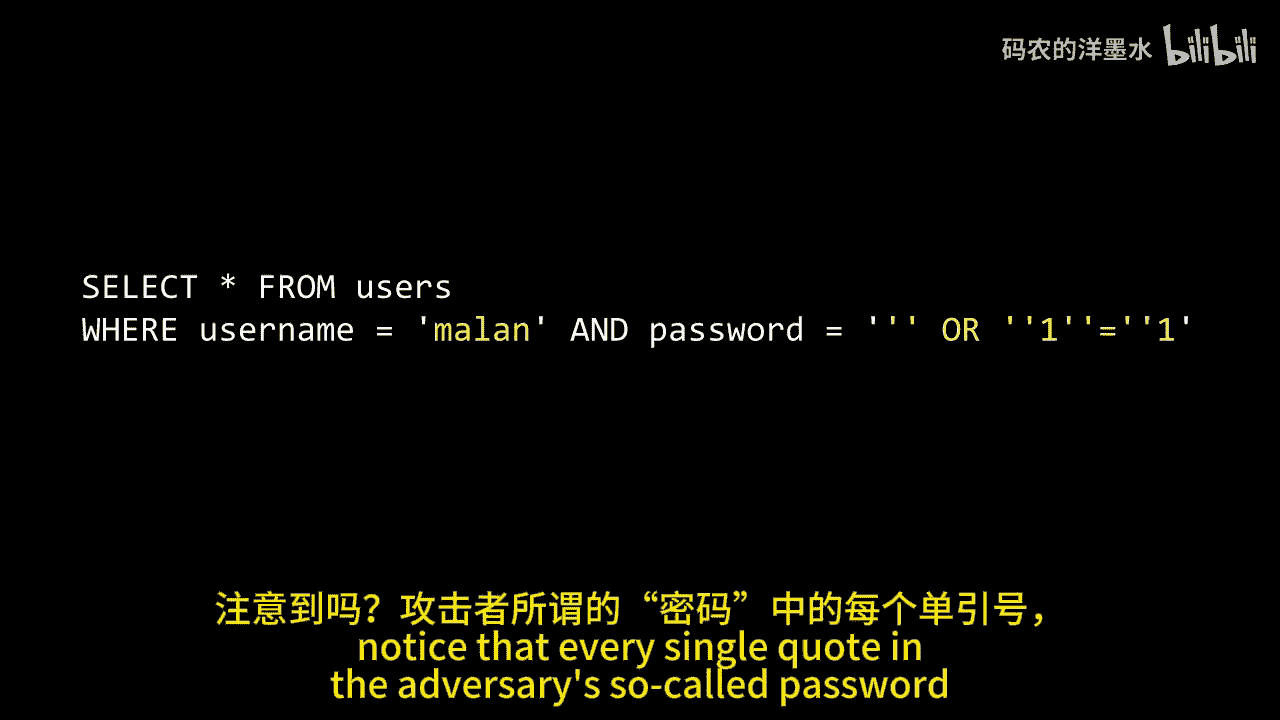 码农的洋墨水 bilibili
SELECT * FROM users
WHERE username = 'malan' AND password = ''' OR ''1''=''1'
注意到吗？攻击者所谓的“密码”中的每个单引号，
notice that every single quote in
the adversary's so-called password